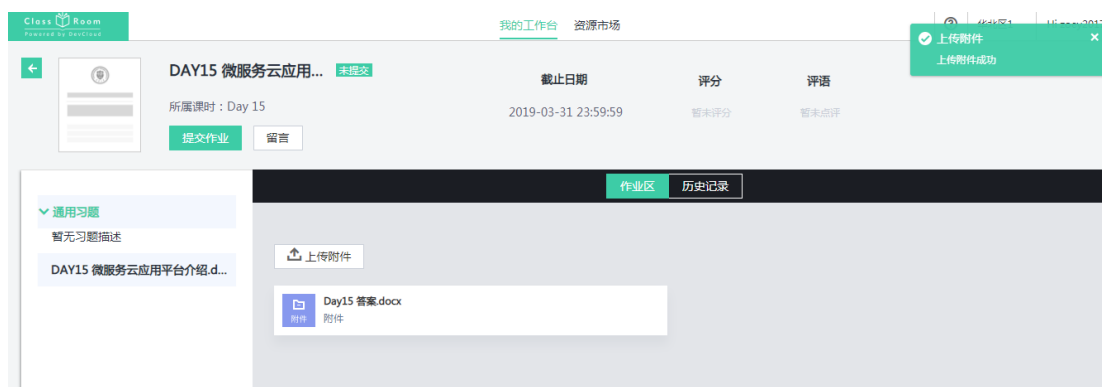 Class Room
Powered by DevCloud
我的工作台 资源市场
上传附件
上传附件成功
DAY15 微服务云应用... 未提交
所属课时：Day 15
提交作业 留言
截止日期 评分 评语
2019-03-31 23:59:59 暂未评分 暂未点评
作业区 历史记录
通用习题
暂无习题描述
DAY15 微服务云应用平台介绍.d...
上传附件
Day15 答案.docx
附件 附件